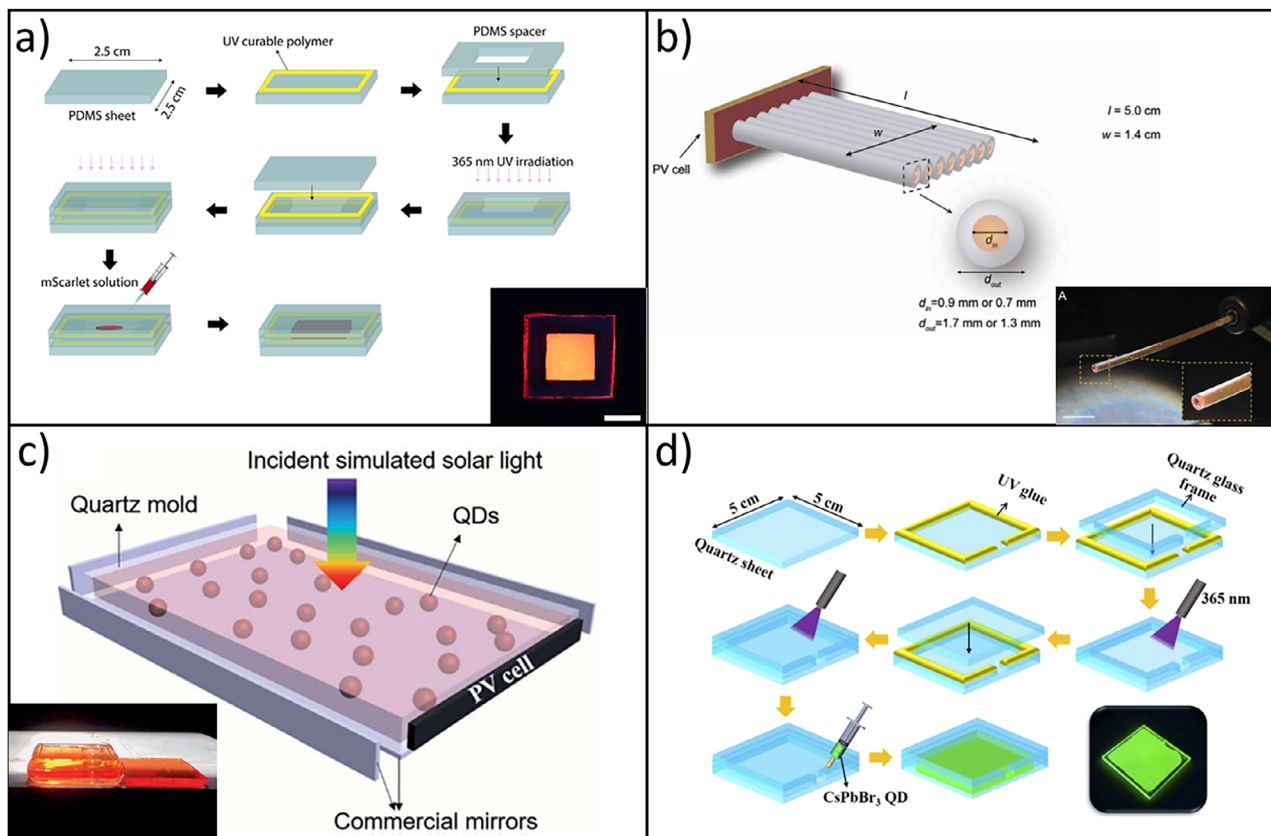 a)
2.5 cm
2.5 cm
PDMS sheet
UV curable polymer
PDMS spacer
365 nm UV irradiation
mScarlet solution
b)
PV cell
l
w
l = 5.0 cm
w = 1.4 cm
d_in
d_out
d_in=0.9 mm or 0.7 mm
d_out=1.7 mm or 1.3 mm
A
c)
Incident simulated solar light
Quartz mold
QDs
PV cell
Commercial mirrors
d)
5 cm
5 cm
Quartz sheet
UV glue
Quartz glass
frame
365 nm
CsPbBr₃ QD